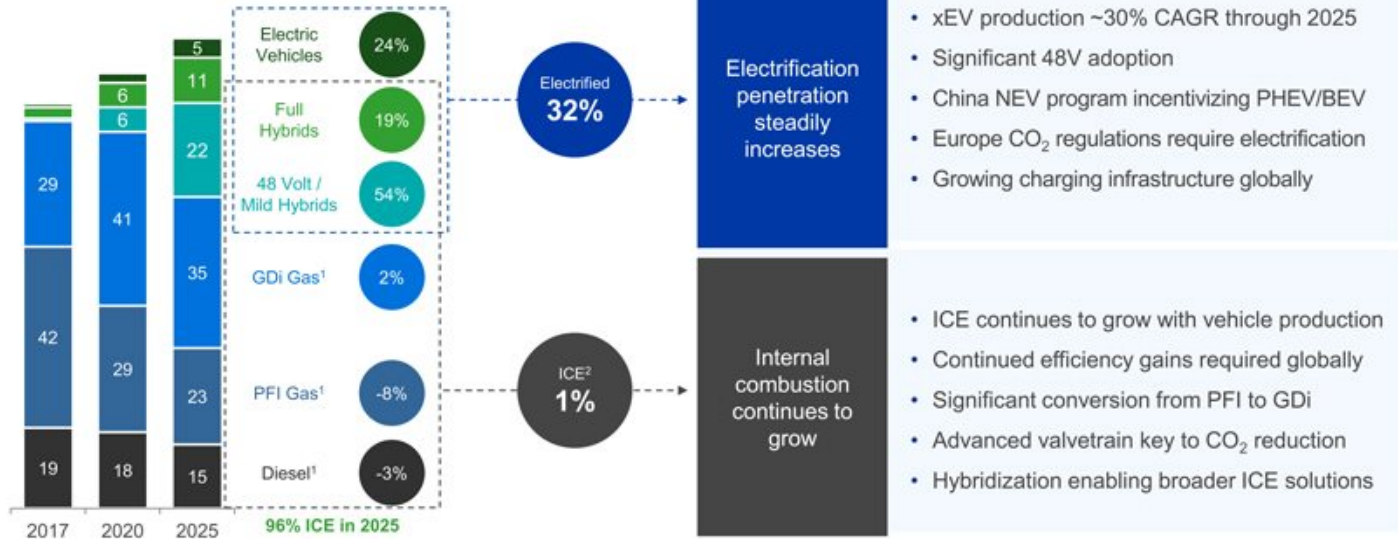 5
11
22
35
23
15
6
6
41
29
18
29
42
19
2017
2020
2025
Electric
Vehicles
24%
Full
Hybrids
19%
48 Volt /
Mild Hybrids
54%
GDi Gas¹
2%
PFI Gas¹
-8%
Diesel¹
-3%
96% ICE in 2025
Electrified
32%
ICE²
1%
Electrification
penetration
steadily
increases
• xEV production ~30% CAGR through 2025
• Significant 48V adoption
• China NEV program incentivizing PHEV/BEV
• Europe CO₂ regulations require electrification
• Growing charging infrastructure globally
Internal
combustion
continues to
grow
• ICE continues to grow with vehicle production
• Continued efficiency gains required globally
• Significant conversion from PFI to GDi
• Advanced valvetrain key to CO₂ reduction
• Hybridization enabling broader ICE solutions